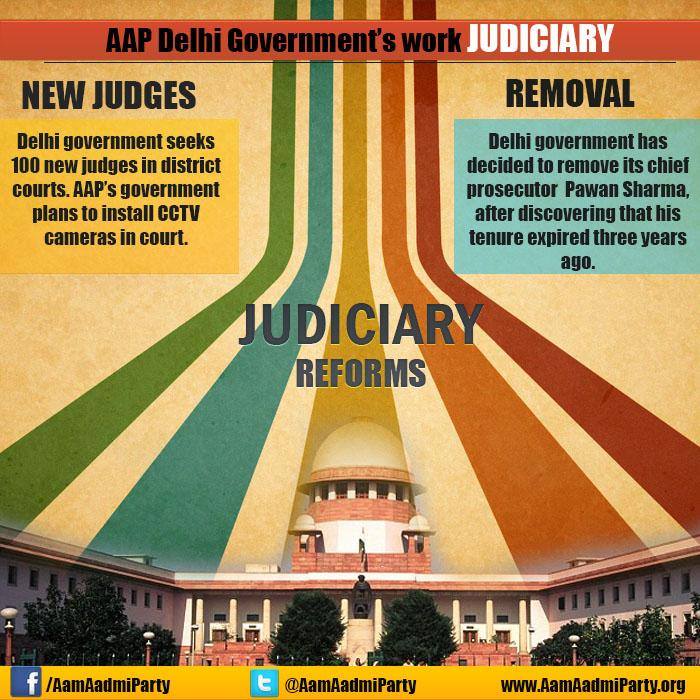 AAP Delhi Government's work JUDICIARY
NEW JUDGES
Delhi government seeks
100 new judges in district
courts. AAP's government
plans to install CCTV
cameras in court.
REMOVAL
Delhi government has
decided to remove its chief
prosecutor Pawan Sharma,
after discovering that his
tenure expired three years
ago.
JUDICIARY
REFORMS
f /AamAadmiParty
@AamAadmiParty
www.AamAadmiParty.org